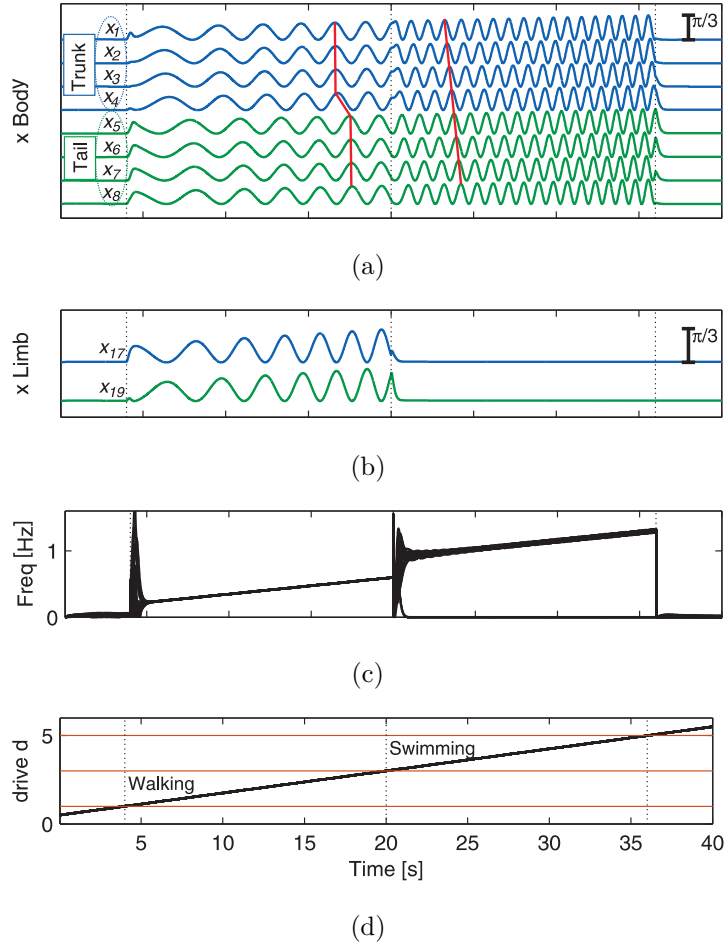 x Body
Trunk
Tail
x1
x2
x3
x4
x5
x6
x7
x8
π/3
(a)
x Limb
x17
x19
π/3
(b)
Freq [Hz]
1
0
(c)
drive d
5
0
Walking
Swimming
5 10 15 20 25 30 35 40
Time [s]
(d)